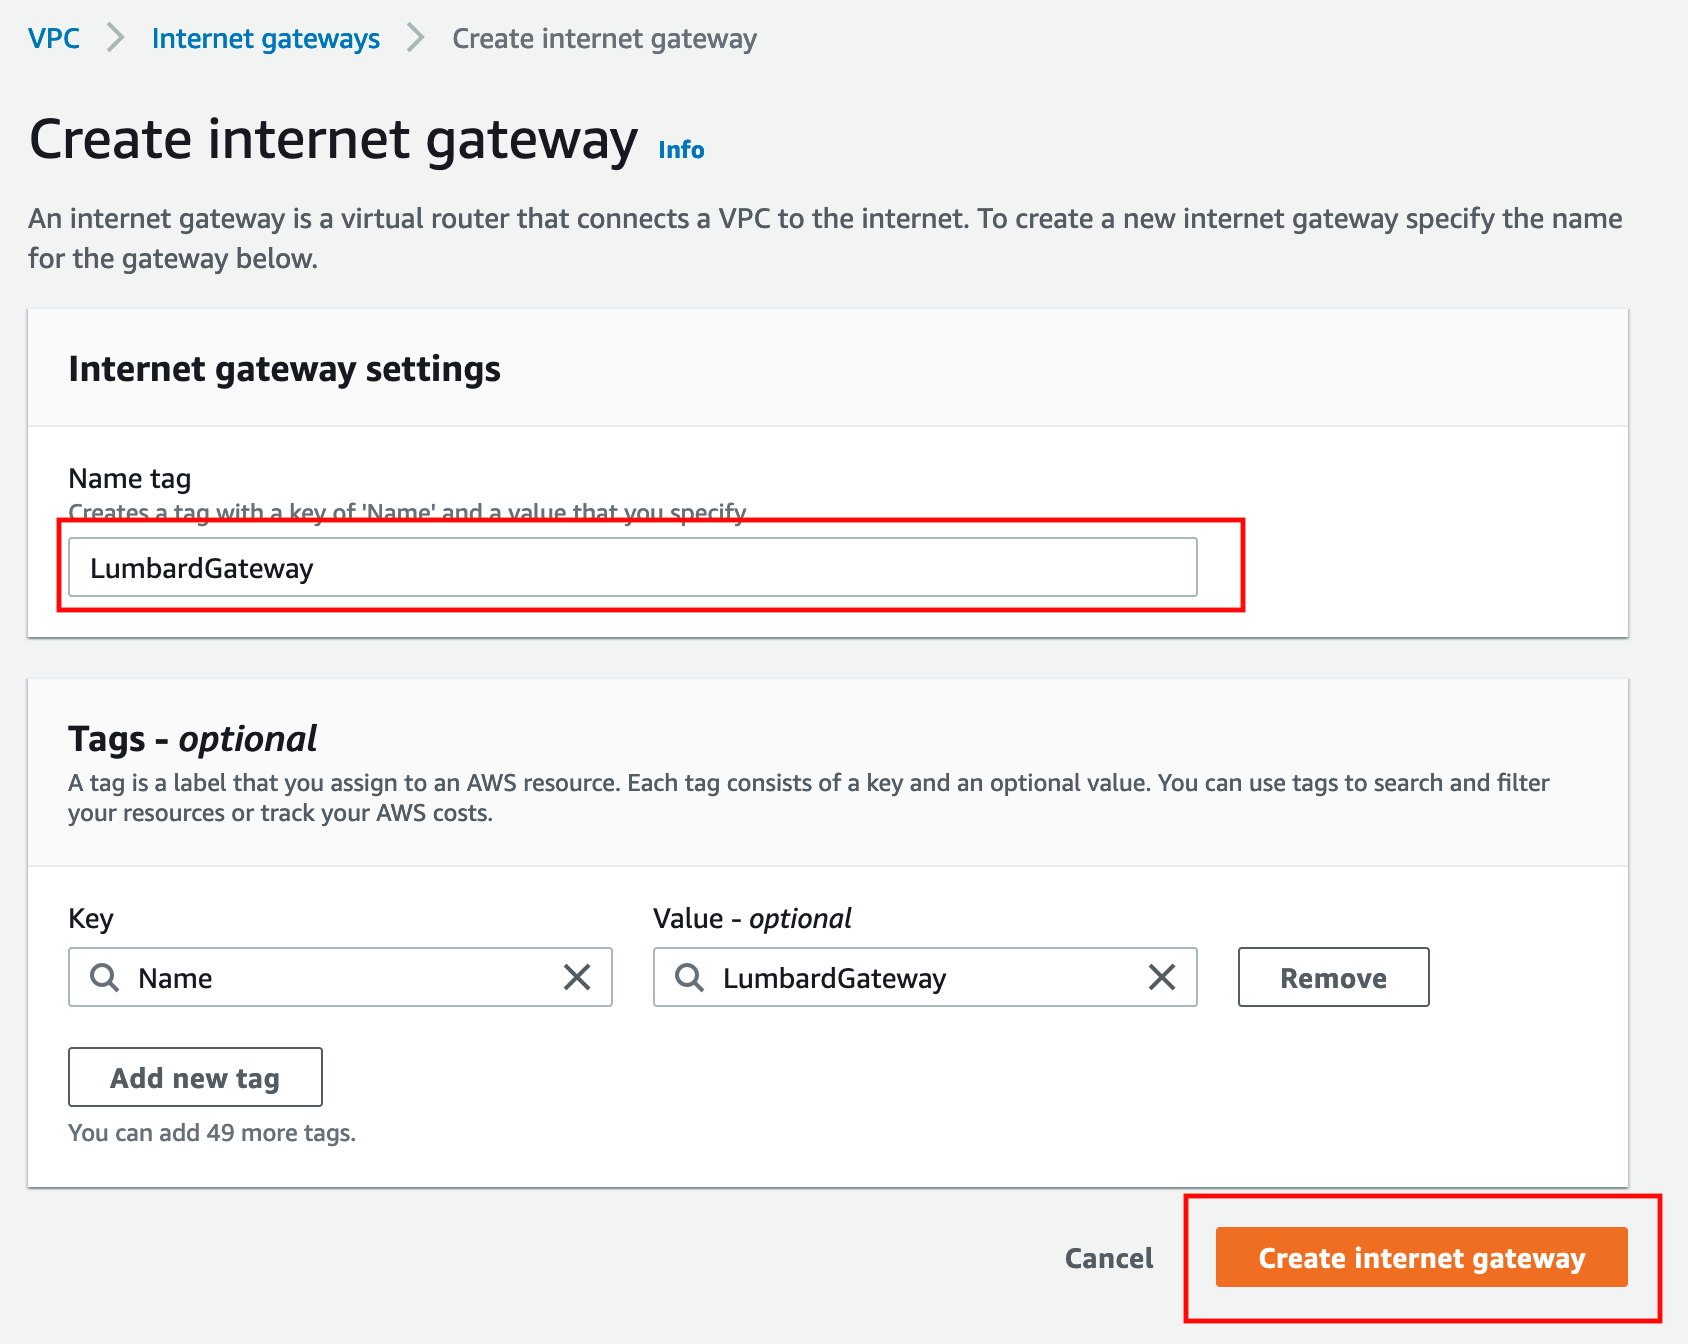 VPC > Internet gateways > Create internet gateway
Create internet gateway Info
An internet gateway is a virtual router that connects a VPC to the internet. To create a new internet gateway specify the name
for the gateway below.
Internet gateway settings
Name tag
Creates a tag with a key of 'Name' and a value that you specify
LumbardGateway
Tags - optional
A tag is a label that you assign to an AWS resource. Each tag consists of a key and an optional value. You can use tags to search and filter
your resources or track your AWS costs.
Key
Value - optional
Name
LumbardGateway
Remove
Add new tag
You can add 49 more tags.
Cancel
Create internet gateway